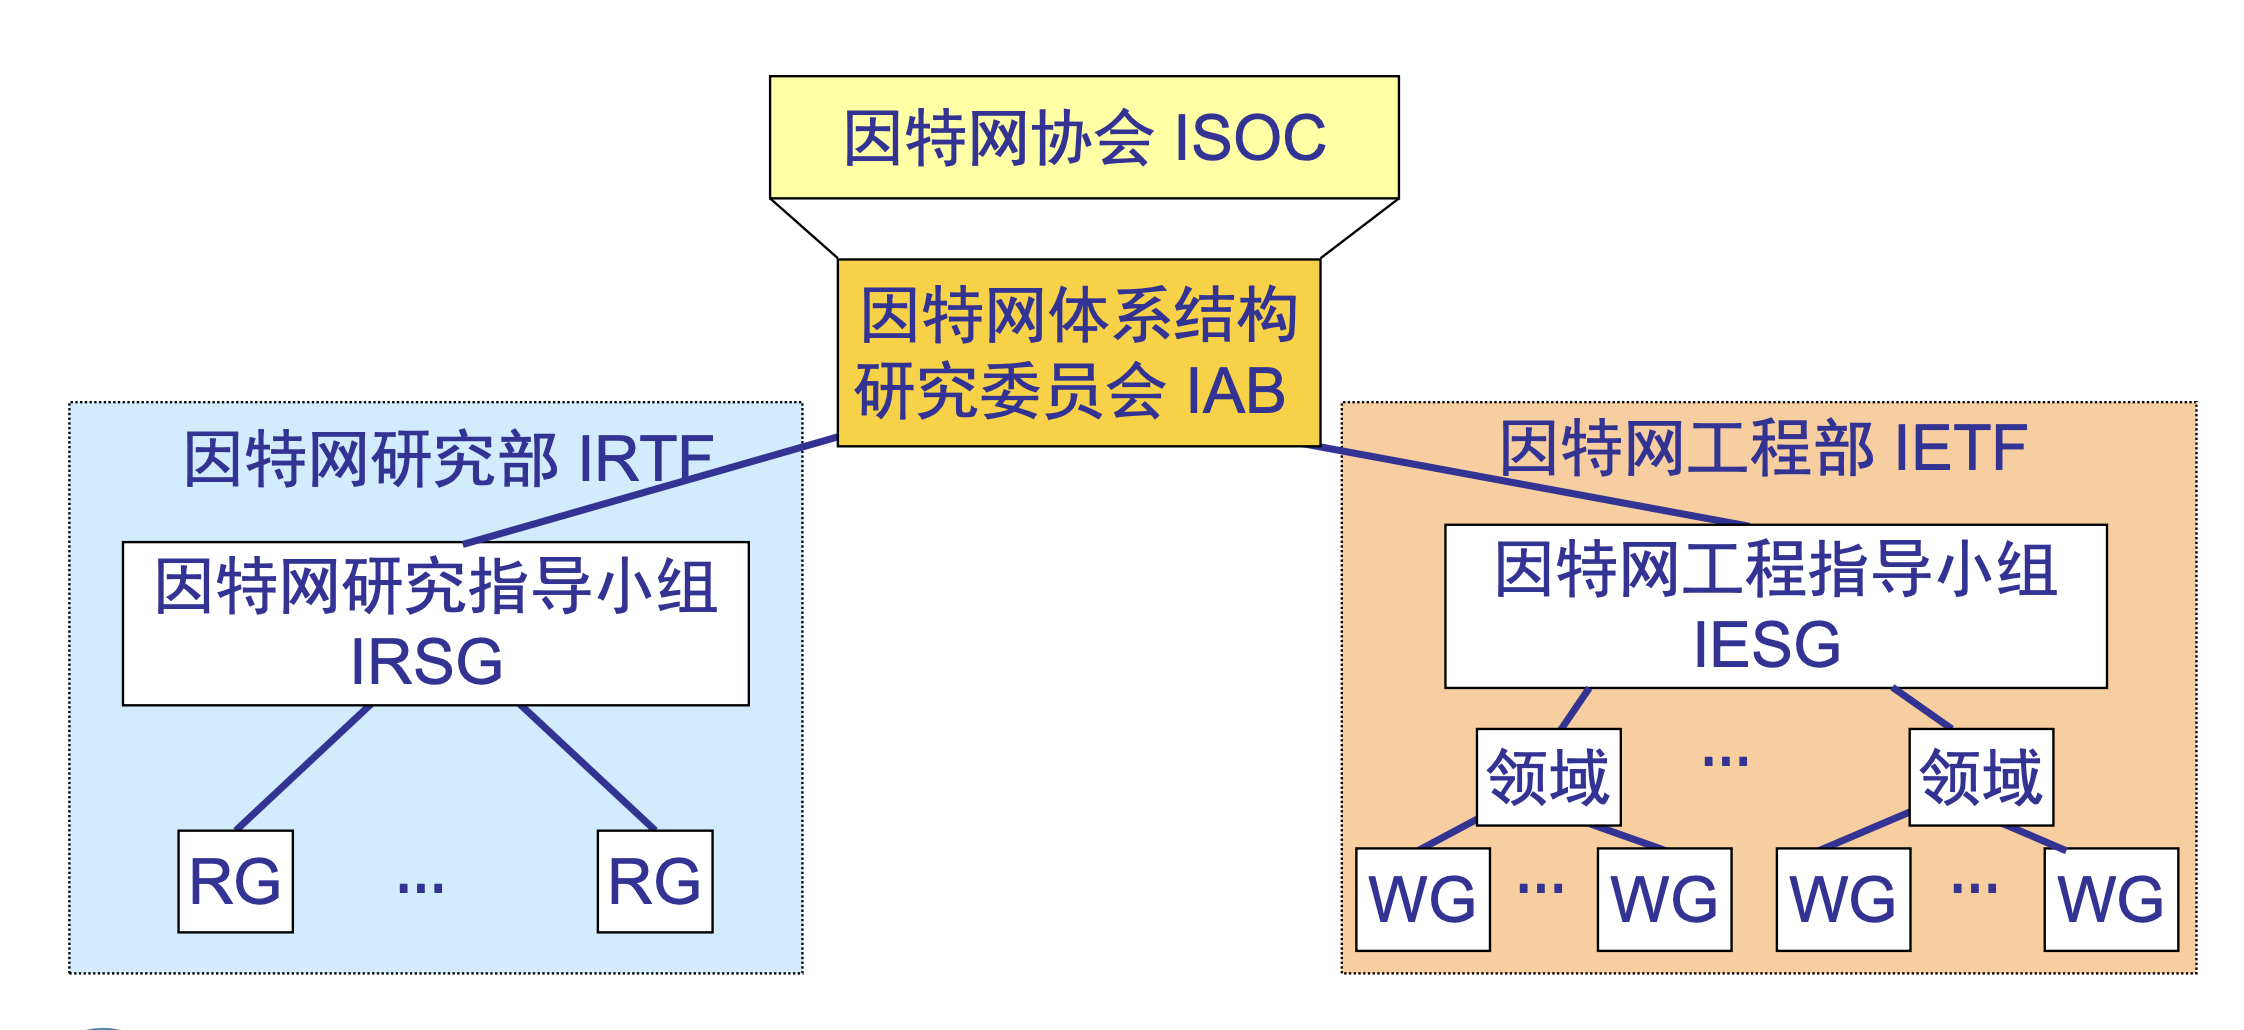 因特网协会 ISOC
因特网体系结构
研究委员会 IAB
因特网研究部 IRTF
因特网研究指导小组
IRSG
RG
...
RG
因特网工程部 IETF
因特网工程指导小组
IESG
领域
...
领域
WG
...
WG
WG
...
WG